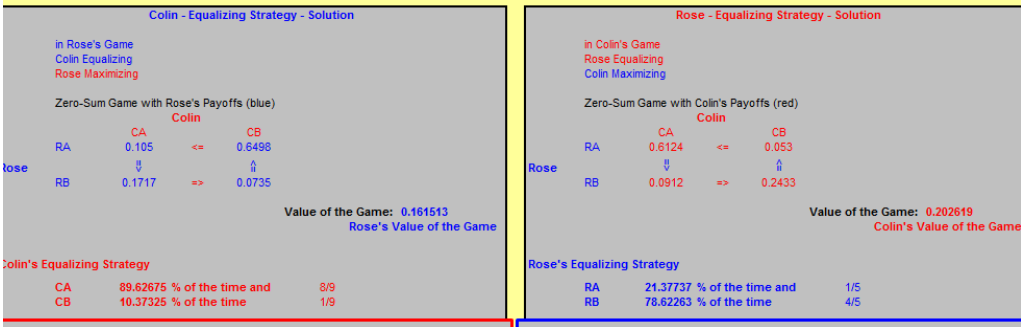 Colin - Equalizing Strategy - Solution
in Rose's Game
Colin Equalizing
Rose Maximizing
Zero-Sum Game with Rose's Payoffs (blue)
Colin
CA CB
RA 0.105 <= 0.6498
Rose
RB 0.1717 => 0.0735
Value of the Game: 0.161513
Rose's Value of the Game
Colin's Equalizing Strategy
CA 89.62675 % of the time and 8/9
CB 10.37325 % of the time 1/9
Rose - Equalizing Strategy - Solution
in Colin's Game
Rose Equalizing
Colin Maximizing
Zero-Sum Game with Colin's Payoffs (red)
Colin
CA CB
RA 0.6124 <= 0.053
Rose
RB 0.0912 => 0.2433
Value of the Game: 0.202619
Colin's Value of the Game
Rose's Equalizing Strategy
RA 21.37737 % of the time and 1/5
RB 78.62263 % of the time 4/5